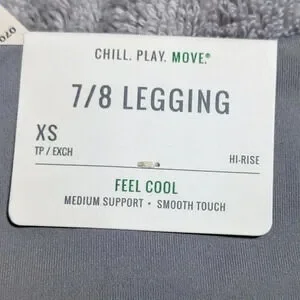 CHILL. PLAY. MOVE.®
7/8 LEGGING
XS
TP / EXCH
HI-RISE
FEEL COOL
MEDIUM SUPPORT • SMOOTH TOUCH